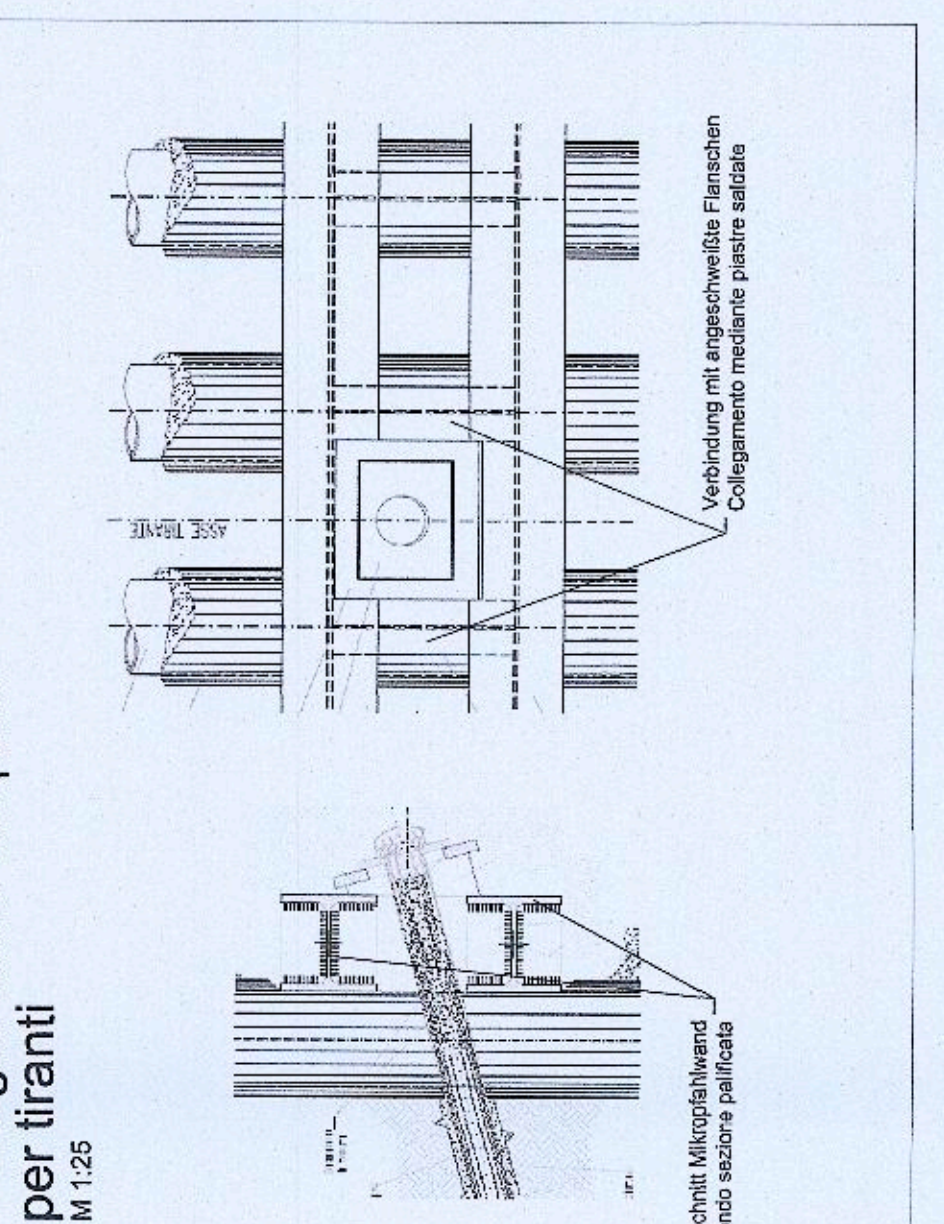 per tiranti
M 1:25
ASSE TIRANTE
Verbindung mit angeschweißte Flanschen
Collegamento mediante piastre saldate
chnitt Mikropfahlwand
ndo sezione palificata